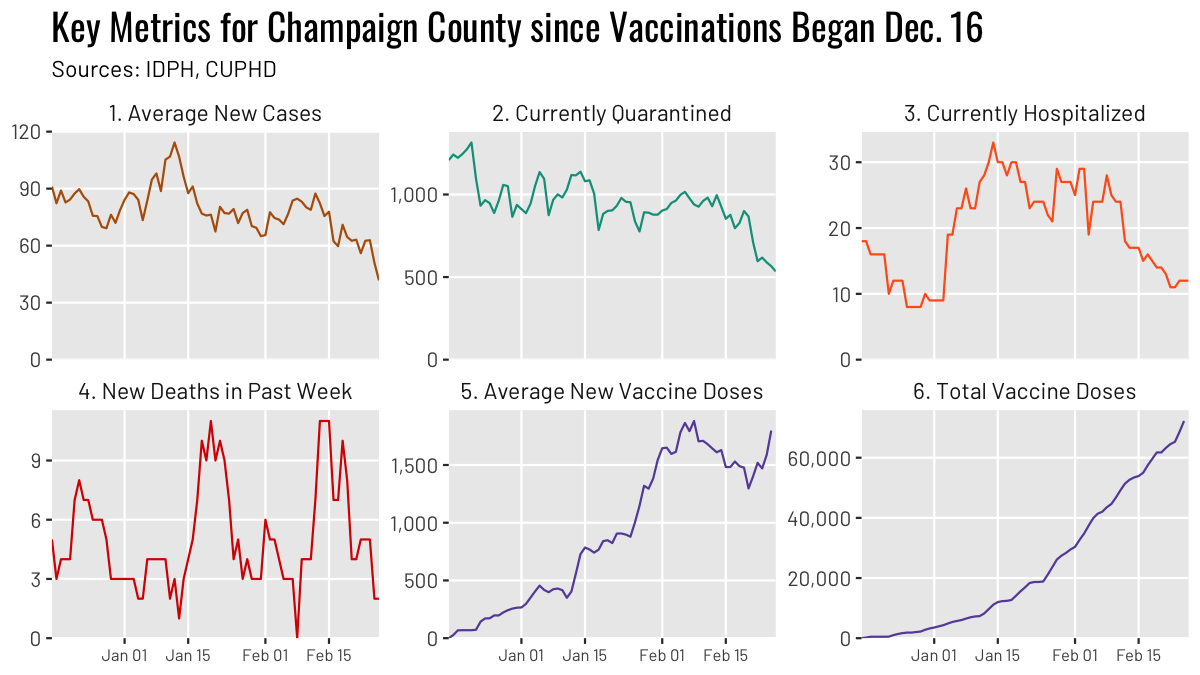 Key Metrics for Champaign County since Vaccinations Began Dec. 16
Sources: IDPH, CUPHD
1. Average New Cases
120
90
60
30
0
2. Currently Quarantined
1,000
500
0
3. Currently Hospitalized
30
20
10
0
4. New Deaths in Past Week
9
6
3
0
Jan 01 Jan 15 Feb 01 Feb 15
5. Average New Vaccine Doses
1,500
1,000
500
0
Jan 01 Jan 15 Feb 01 Feb 15
6. Total Vaccine Doses
60,000
40,000
20,000
0
Jan 01 Jan 15 Feb 01 Feb 15